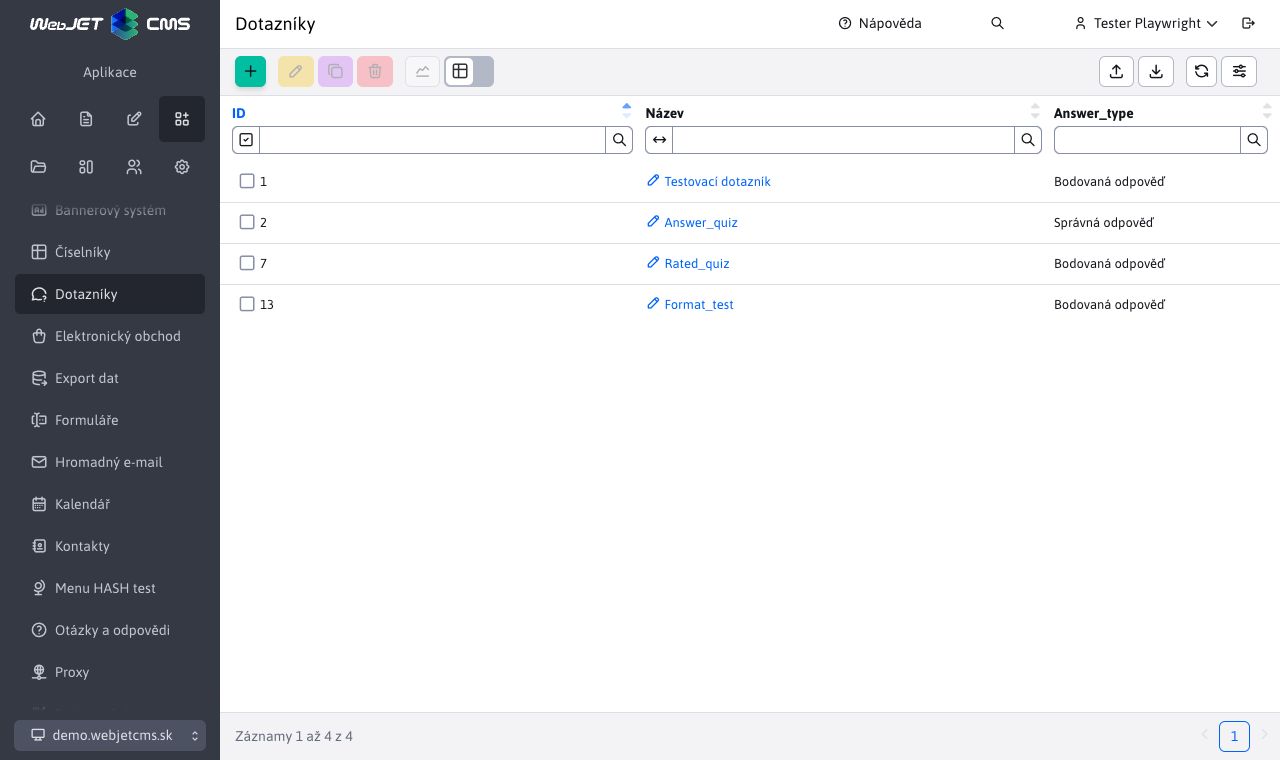 WebJET CMS
Dotazníky
Nápověda
Tester Playwright
Aplikace
Bannerový systém
Číselníky
Dotazníky
Elektronický obchod
Export dat
Formuláře
Hromadný e-mail
Kalendář
Kontakty
Menu HASH test
Otázky a odpovědi
Proxy
demo.webjetcms.sk
ID Název Answer_type
1 Testovací dotazník Bodovaná odpověď
2 Answer_quiz Správná odpověď
7 Rated_quiz Bodovaná odpověď
13 Format_test Bodovaná odpověď
Záznamy 1 až 4 z 4
1